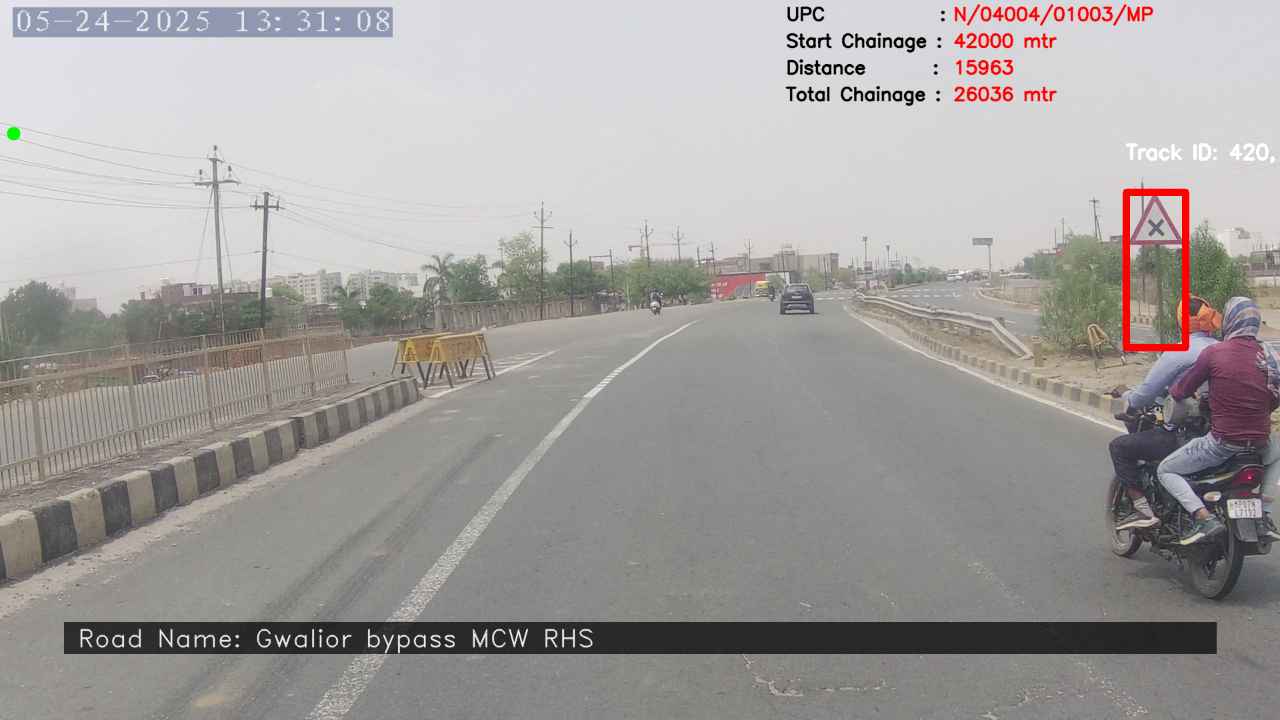 05-24-2025 13:31:08
UPC : N/04004/01003/MP
Start Chainage : 42000 mtr
Distance : 15963
Total Chainage : 26036 mtr
Track ID: 420,
Road Name: Gwalior bypass MCW RHS